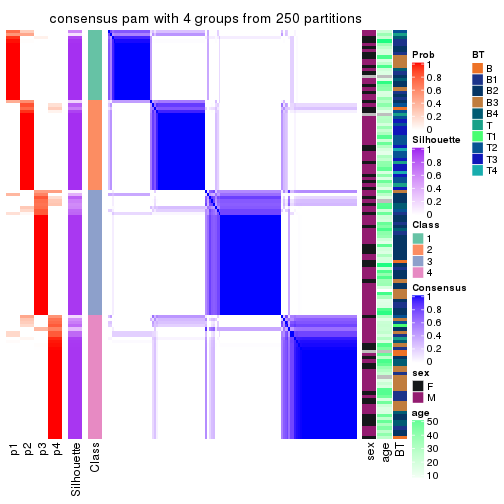 consensus pam with 4 groups from 250 partitions
p1
p2
p3
p4
Silhouette
Class
sex
age
BT
Prob
1
0.8
0.6
0.4
0.2
0
Silhouette
1
0.8
0.6
0.4
0.2
0
Class
1
2
3
4
Consensus
1
0.8
0.6
0.4
0.2
0
sex
F
M
age
50
40
30
20
10
BT
B
B1
B2
B3
B4
T
T1
T2
T3
T4